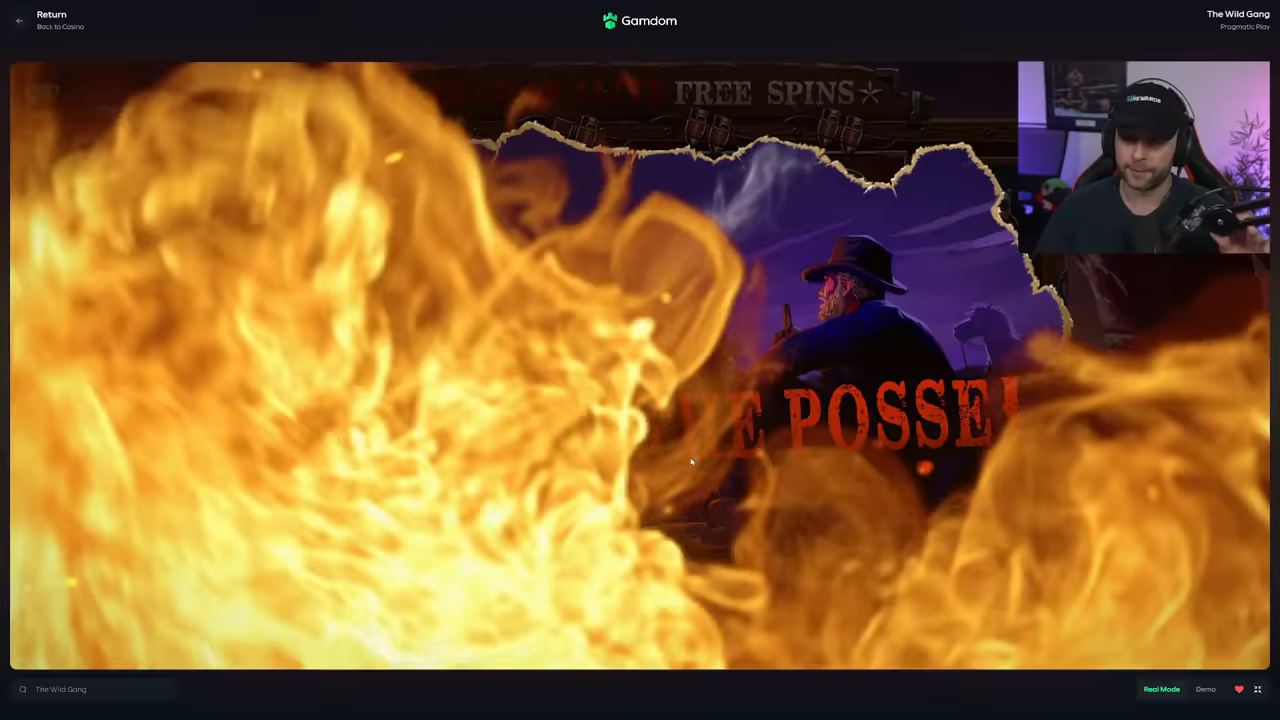 Return
Back to Casino
Gamdom
The Wild Gang
Pragmatic Play
FREE SPINS
POSSE!
The Wild Gang
Real Mode
Demo